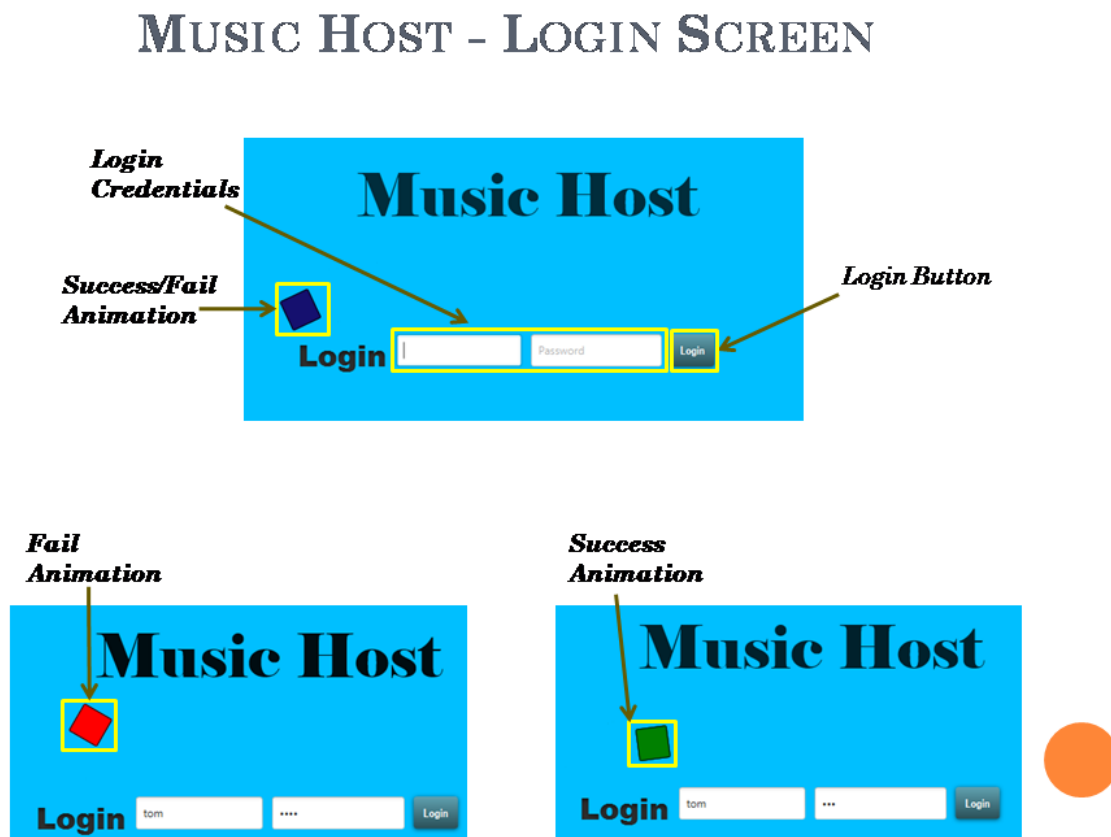 MUSIC HOST - LOGIN SCREEN
Login
Credentials
Music Host
Success/Fail
Animation
Login Button
Login
Password
Login
Fail
Animation
Music Host
Login
tom
••••
Login
Success
Animation
Music Host
Login
tom
•••
Login